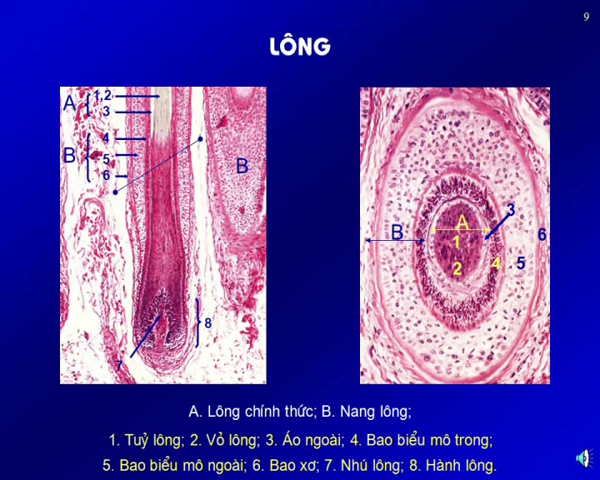 9
LÔNG
A 1,2
3
4
B 5
6
B
8
7
A
3
B
1
6
4 5
2
A. Lông chính thức; B. Nang lông;
1. Tuỷ lông; 2. Vỏ lông; 3. Áo ngoài; 4. Bao biểu mô trong;
5. Bao biểu mô ngoài; 6. Bao xơ; 7. Nhú lông; 8. Hành lông.